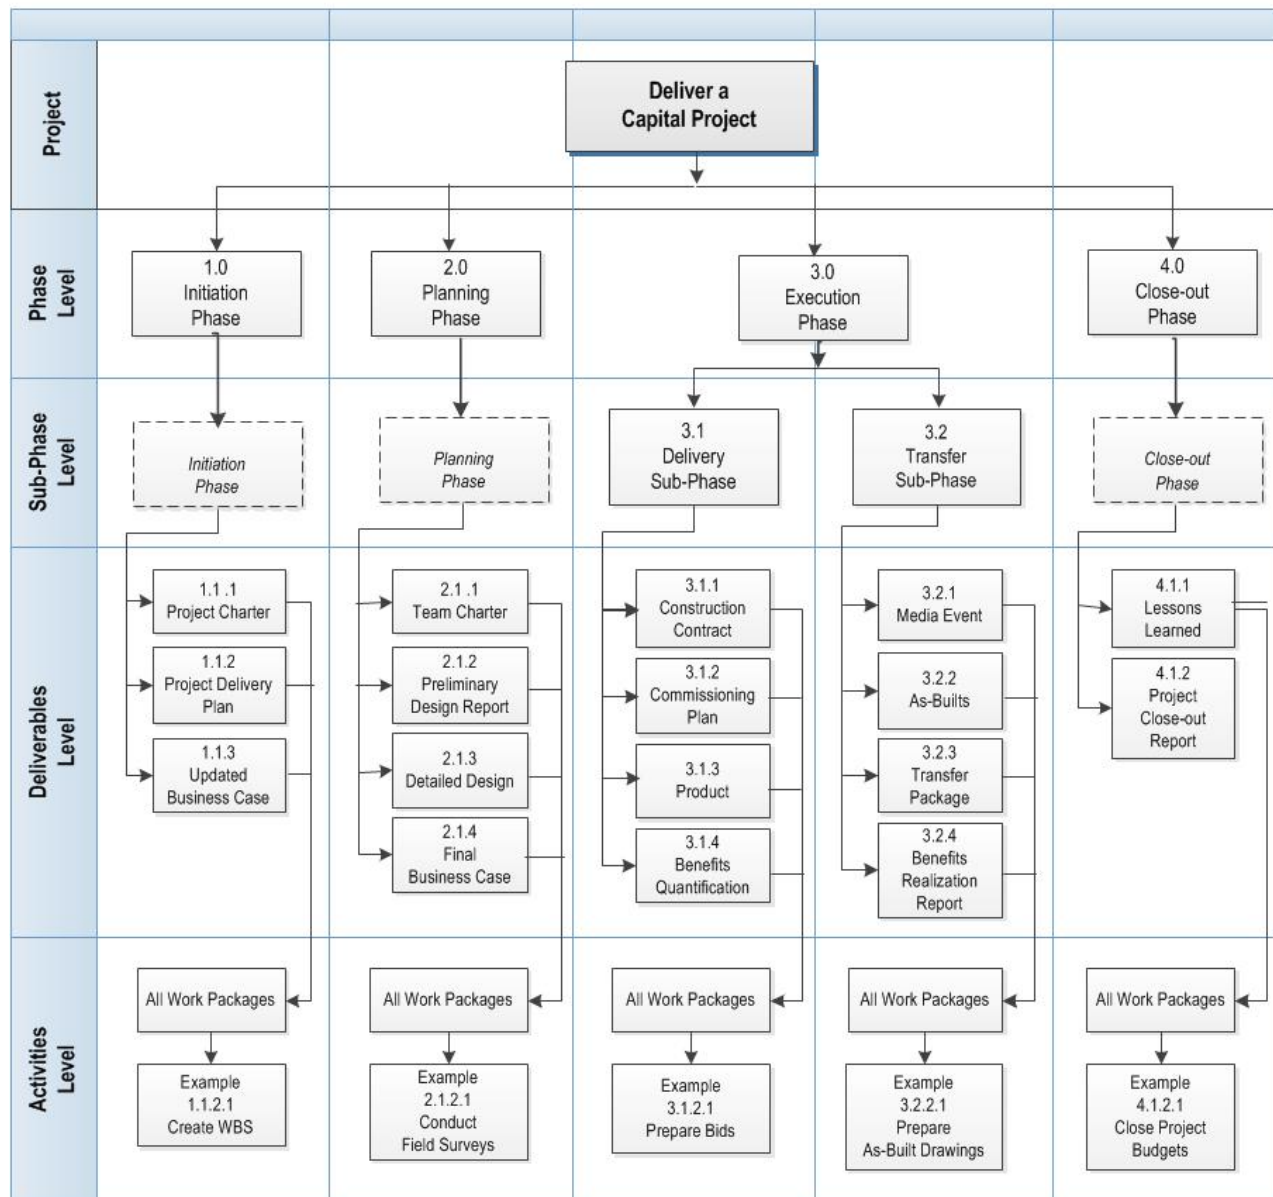 Project
Deliver a
Capital Project
Phase
Level
1.0
Initiation
Phase
2.0
Planning
Phase
3.0
Execution
Phase
4.0
Close-out
Phase
Sub-Phase
Level
Initiation
Phase
Planning
Phase
3.1
Delivery
Sub-Phase
3.2
Transfer
Sub-Phase
Close-out
Phase
Deliverables
Level
1.1 .1
Project Charter
1.1.2
Project Delivery
Plan
1.1.3
Updated
Business Case
2.1 .1
Team Charter
2.1.2
Preliminary
Design Report
2.1.3
Detailed Design
2.1.4
Final
Business Case
3.1.1
Construction
Contract
3.1.2
Commissioning
Plan
3.1.3
Product
3.1.4
Benefits
Quantification
3.2.1
Media Event
3.2.2
As-Builts
3.2.3
Transfer
Package
3.2.4
Benefits
Realization
Report
4.1.1
Lessons
Learned
4.1.2
Project
Close-out
Report
Activities
Level
All Work Packages
All Work Packages
All Work Packages
All Work Packages
All Work Packages
Example
1.1.2.1
Create WBS
Example
2.1.2.1
Conduct
Field Surveys
Example
3.1.2.1
Prepare Bids
Example
3.2.2.1
Prepare
As-Built Drawings
Example
4.1.2.1
Close Project
Budgets